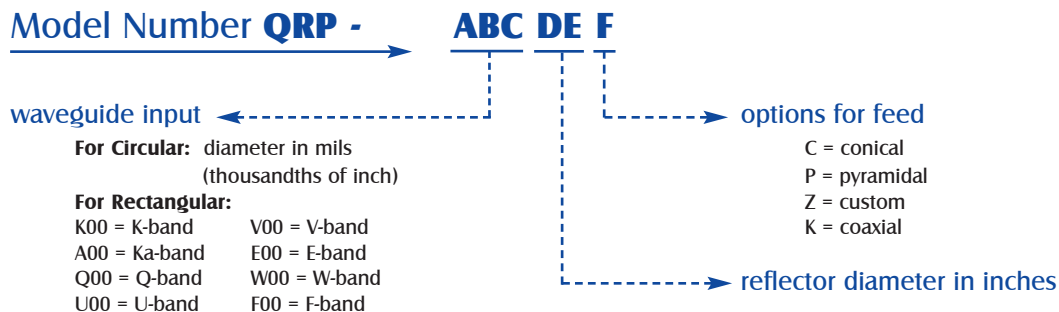 Model Number QRP - ABC DE F
waveguide input
For Circular: diameter in mils
(thousandths of inch)
For Rectangular:
K00 = K-band V00 = V-band
A00 = Ka-band E00 = E-band
Q00 = Q-band W00 = W-band
U00 = U-band F00 = F-band
options for feed
C = conical
P = pyramidal
Z = custom
K = coaxial
reflector diameter in inches